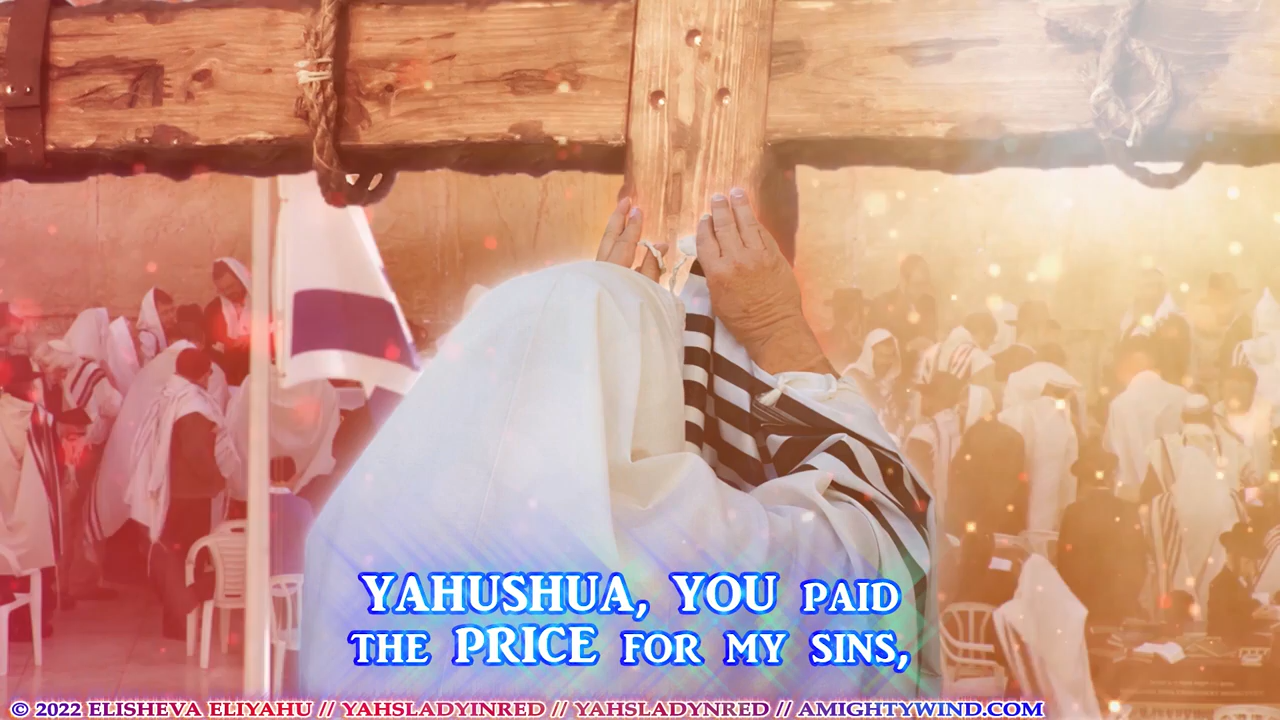 YAHUSHUA, YOU PAID
THE PRICE FOR MY SINS,
© 2022 ELISHEVA ELIYAHU // YAHSLADYINRED // YAHSLADYNRED // AMIGHTYWIND.COM